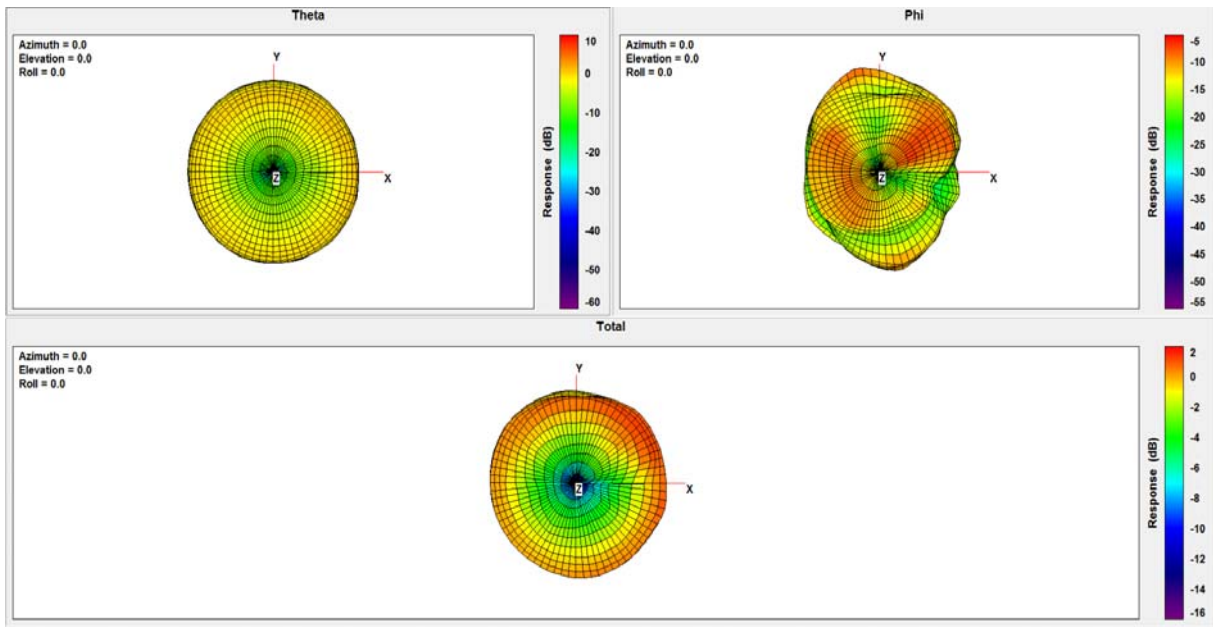 Theta
Azimuth = 0.0
Elevation = 0.0
Roll = 0.0
Y
X
Z
10
0
-10
-20
-30
-40
-50
-60
Response (dB)
Phi
Azimuth = 0.0
Elevation = 0.0
Roll = 0.0
Y
X
Z
-5
-10
-15
-20
-25
-30
-35
-40
-45
-50
-55
Response (dB)
Total
Azimuth = 0.0
Elevation = 0.0
Roll = 0.0
Y
X
Z
2
0
-2
-4
-6
-8
-10
-12
-14
-16
Response (dB)